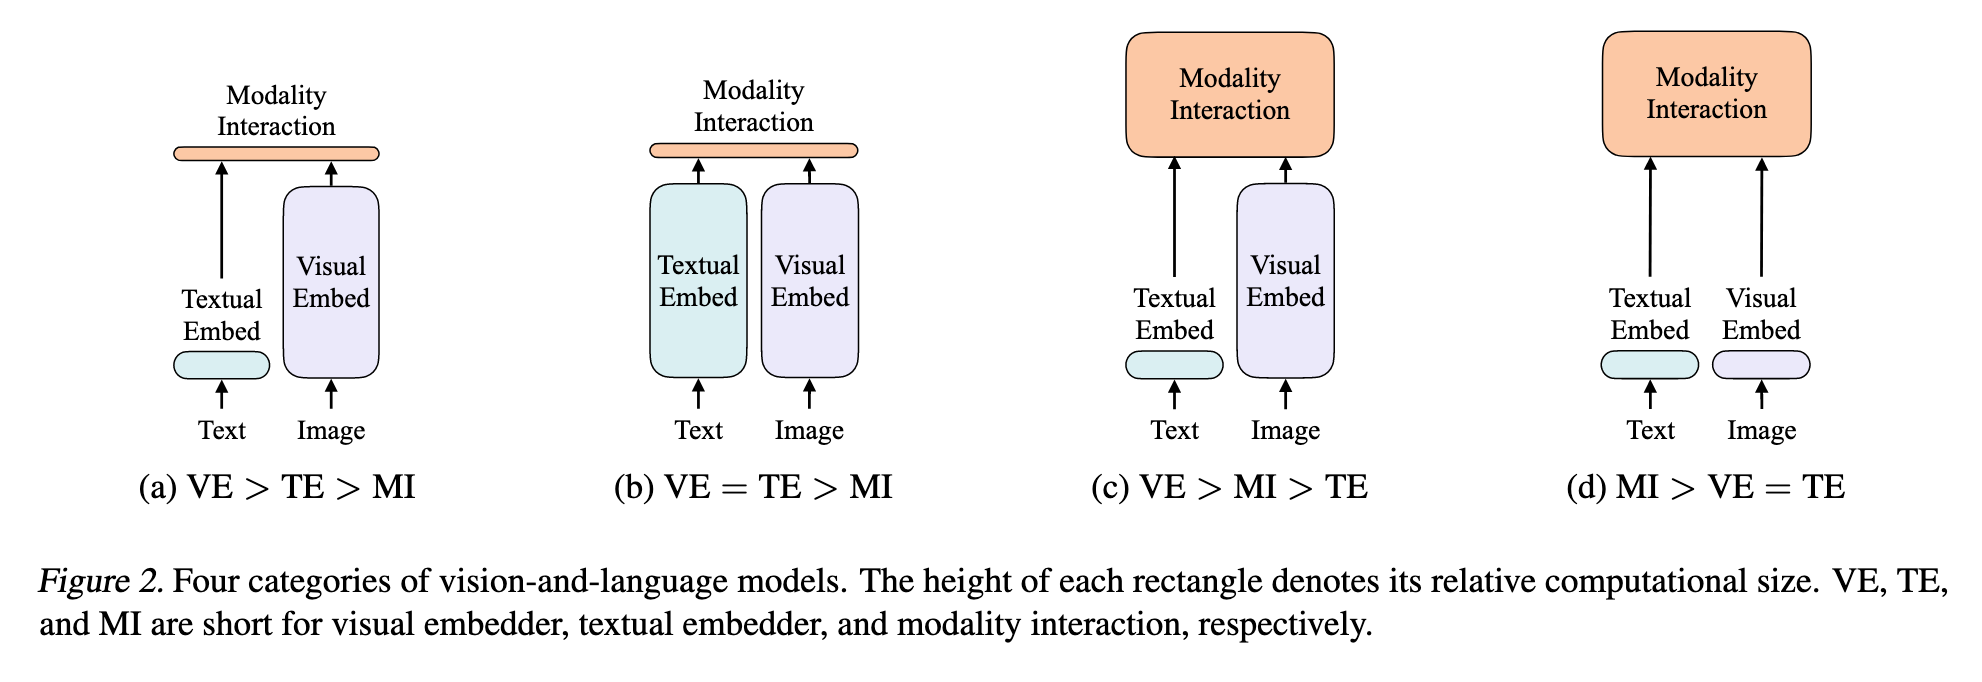 Modality
Interaction
Textual
Embed
Visual
Embed
Text
Image
(a) VE > TE > MI
Modality
Interaction
Textual
Embed
Visual
Embed
Text
Image
(b) VE = TE > MI
Modality
Interaction
Textual
Embed
Visual
Embed
Text
Image
(c) VE > MI > TE
Modality
Interaction
Textual
Embed
Visual
Embed
Text
Image
(d) MI > VE = TE
Figure 2. Four categories of vision-and-language models. The height of each rectangle denotes its relative computational size. VE, TE,
and MI are short for visual embedder, textual embedder, and modality interaction, respectively.